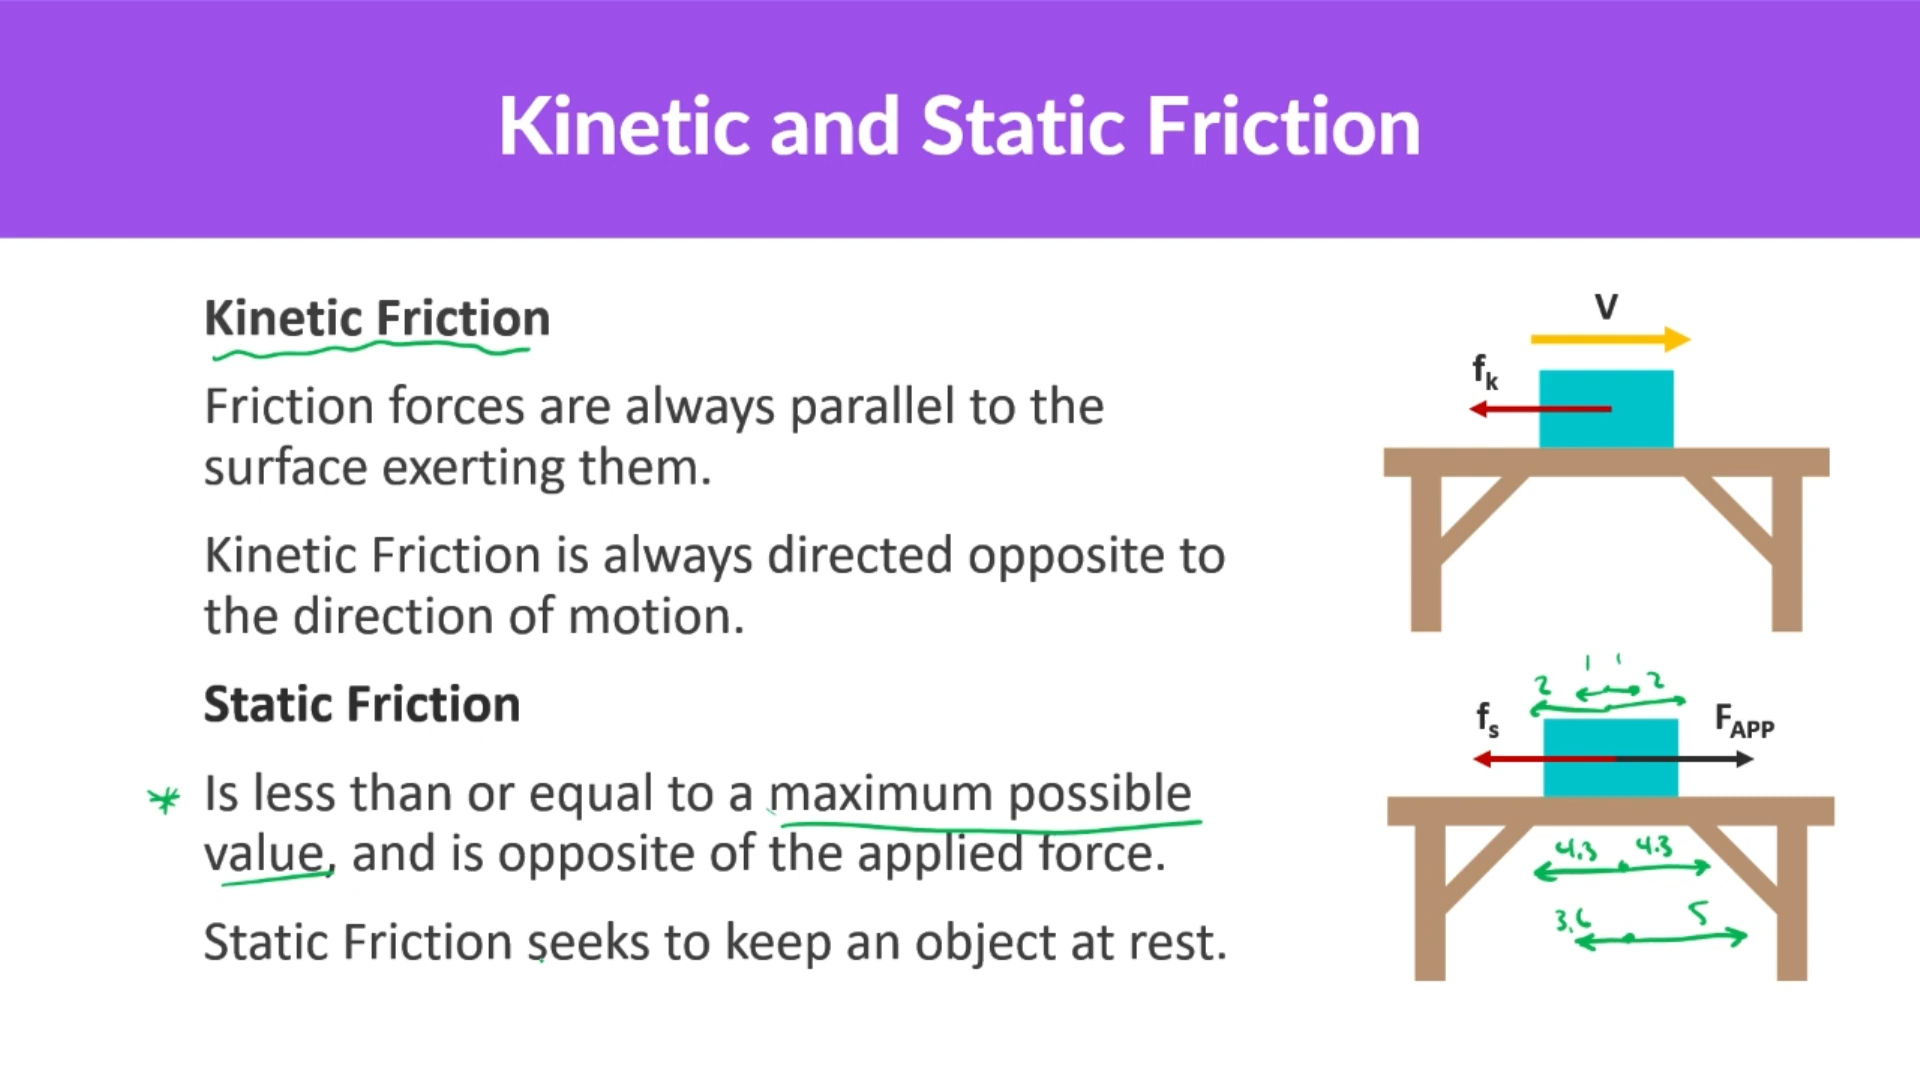 Kinetic and Static Friction
Kinetic Friction
Friction forces are always parallel to the
surface exerting them.
Kinetic Friction is always directed opposite to
the direction of motion.
Static Friction
* Is less than or equal to a maximum possible
value, and is opposite of the applied force.
Static Friction seeks to keep an object at rest.
V
fk
1 1
2 2
fs FAPP
4.3 4.3
3.6 5